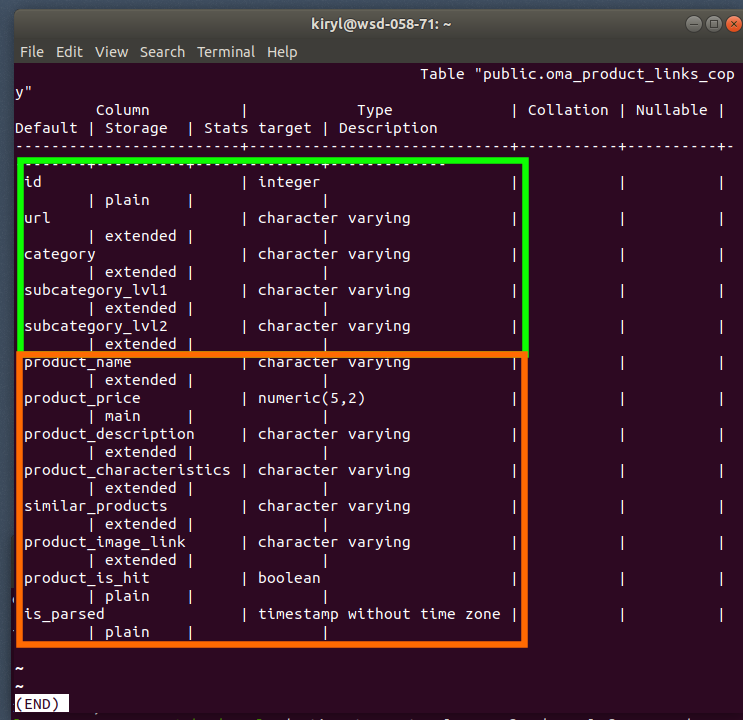 kiryl@wsd-058-71: ~
File Edit View Search Terminal Help
Table "public.oma_product_links_cop
y"
Column | Type | Collation | Nullable |
Default | Storage | Stats target | Description
--------------------------+-----------------------------+-----------+----------+-
--------+----------+--------------+-------------
id | integer | | |
| plain | |
url | character varying | | |
| extended | |
category | character varying | | |
| extended | |
subcategory_lvl1 | character varying | | |
| extended | |
subcategory_lvl2 | character varying | | |
| extended | |
product_name | character varying | | |
| extended | |
product_price | numeric(5,2) | | |
| main | |
product_description | character varying | | |
| extended | |
product_characteristics | character varying | | |
| extended | |
similar_products | character varying | | |
| extended | |
product_image_link | character varying | | |
| extended | |
product_is_hit | boolean | | |
| plain | |
is_parsed | timestamp without time zone | | |
| plain | |
~
~
(END)